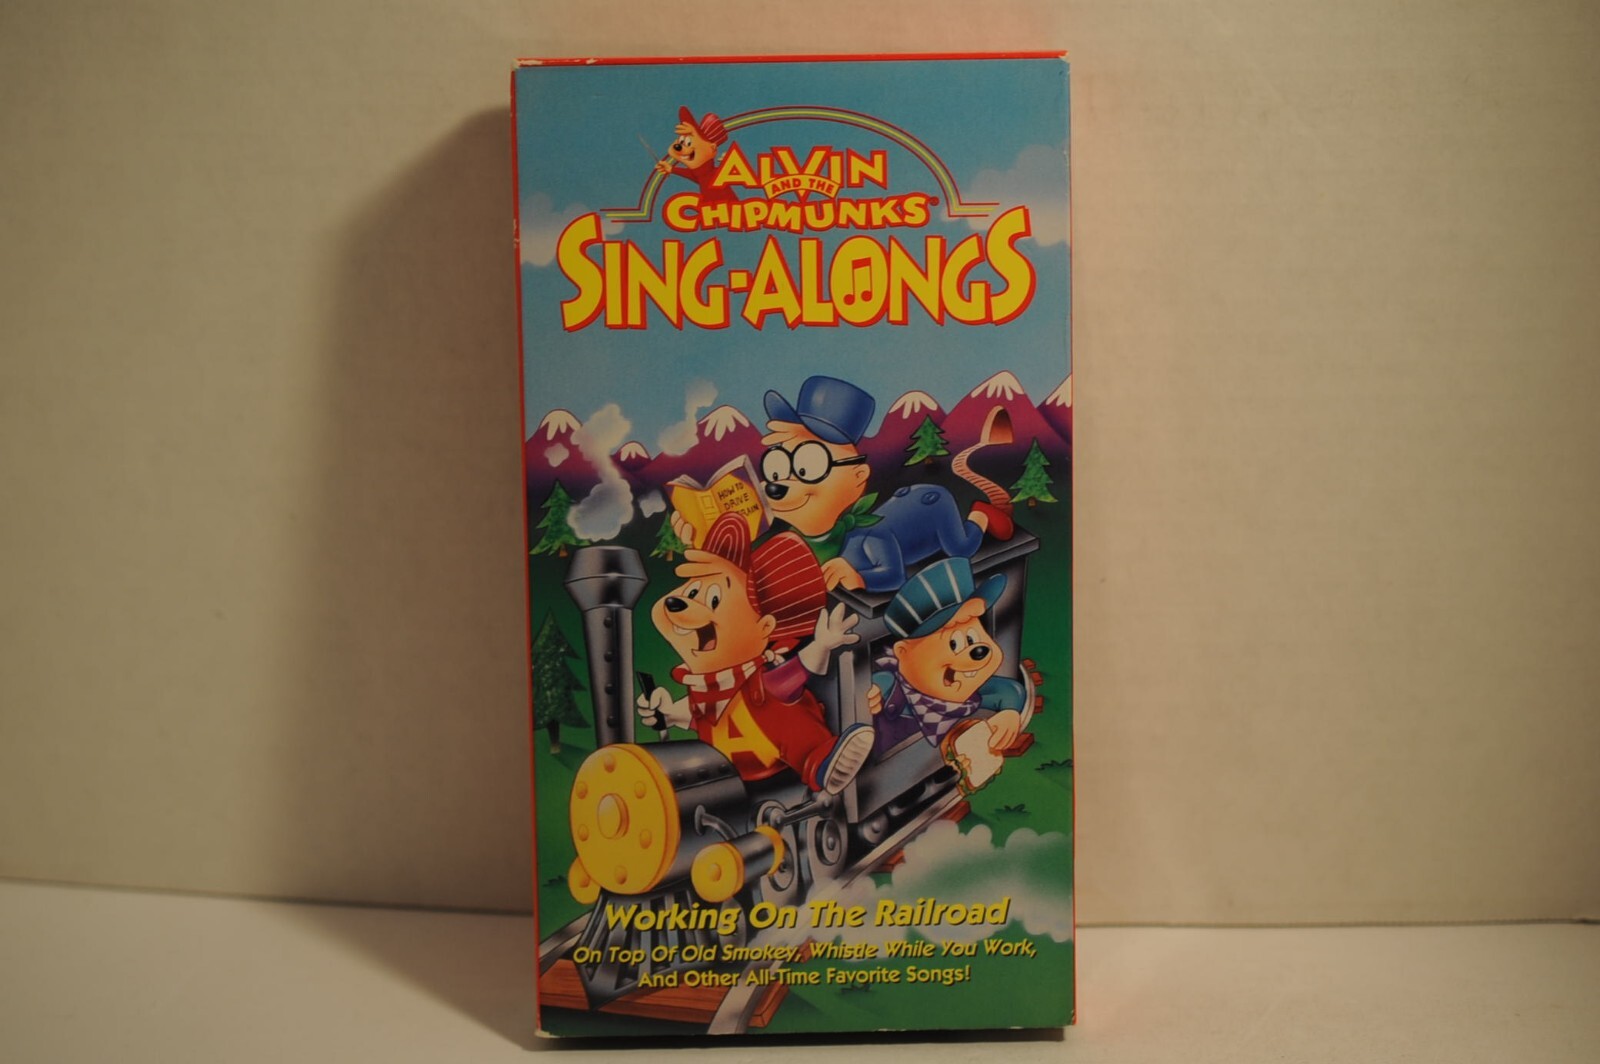 ALVIN
AND THE
CHIPMUNKS®
SING-ALONGS
HOW TO
DRIVE
TRAIN
A
Working On The Railroad
On Top Of Old Smokey, Whistle While You Work,
And Other All-Time Favorite Songs!